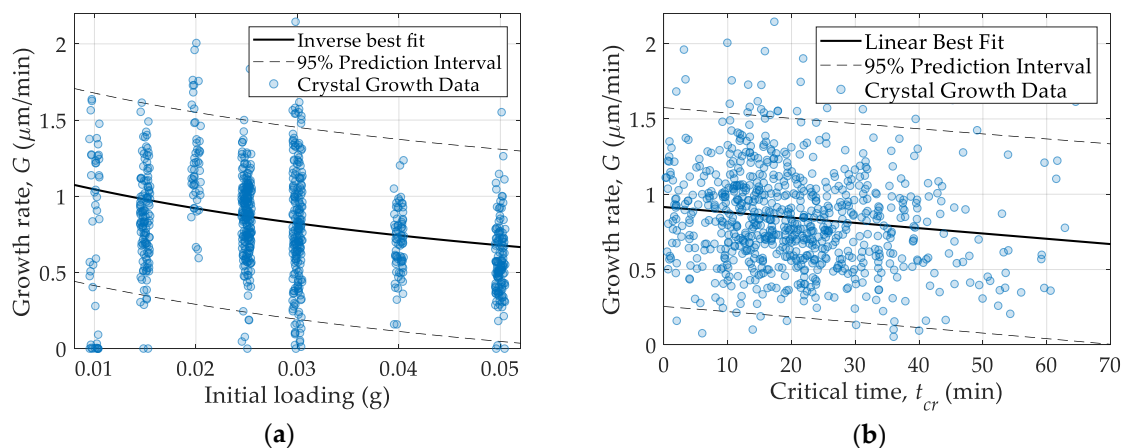 Inverse best fit
95% Prediction Interval
Crystal Growth Data
Growth rate, G (μm/min)
2
1.5
1
0.5
0
0.01 0.02 0.03 0.04 0.05
Initial loading (g)
(a)
Linear Best Fit
95% Prediction Interval
Crystal Growth Data
Growth rate, G (μm/min)
2
1.5
1
0.5
0
0 10 20 30 40 50 60 70
Critical time, t_cr (min)
(b)